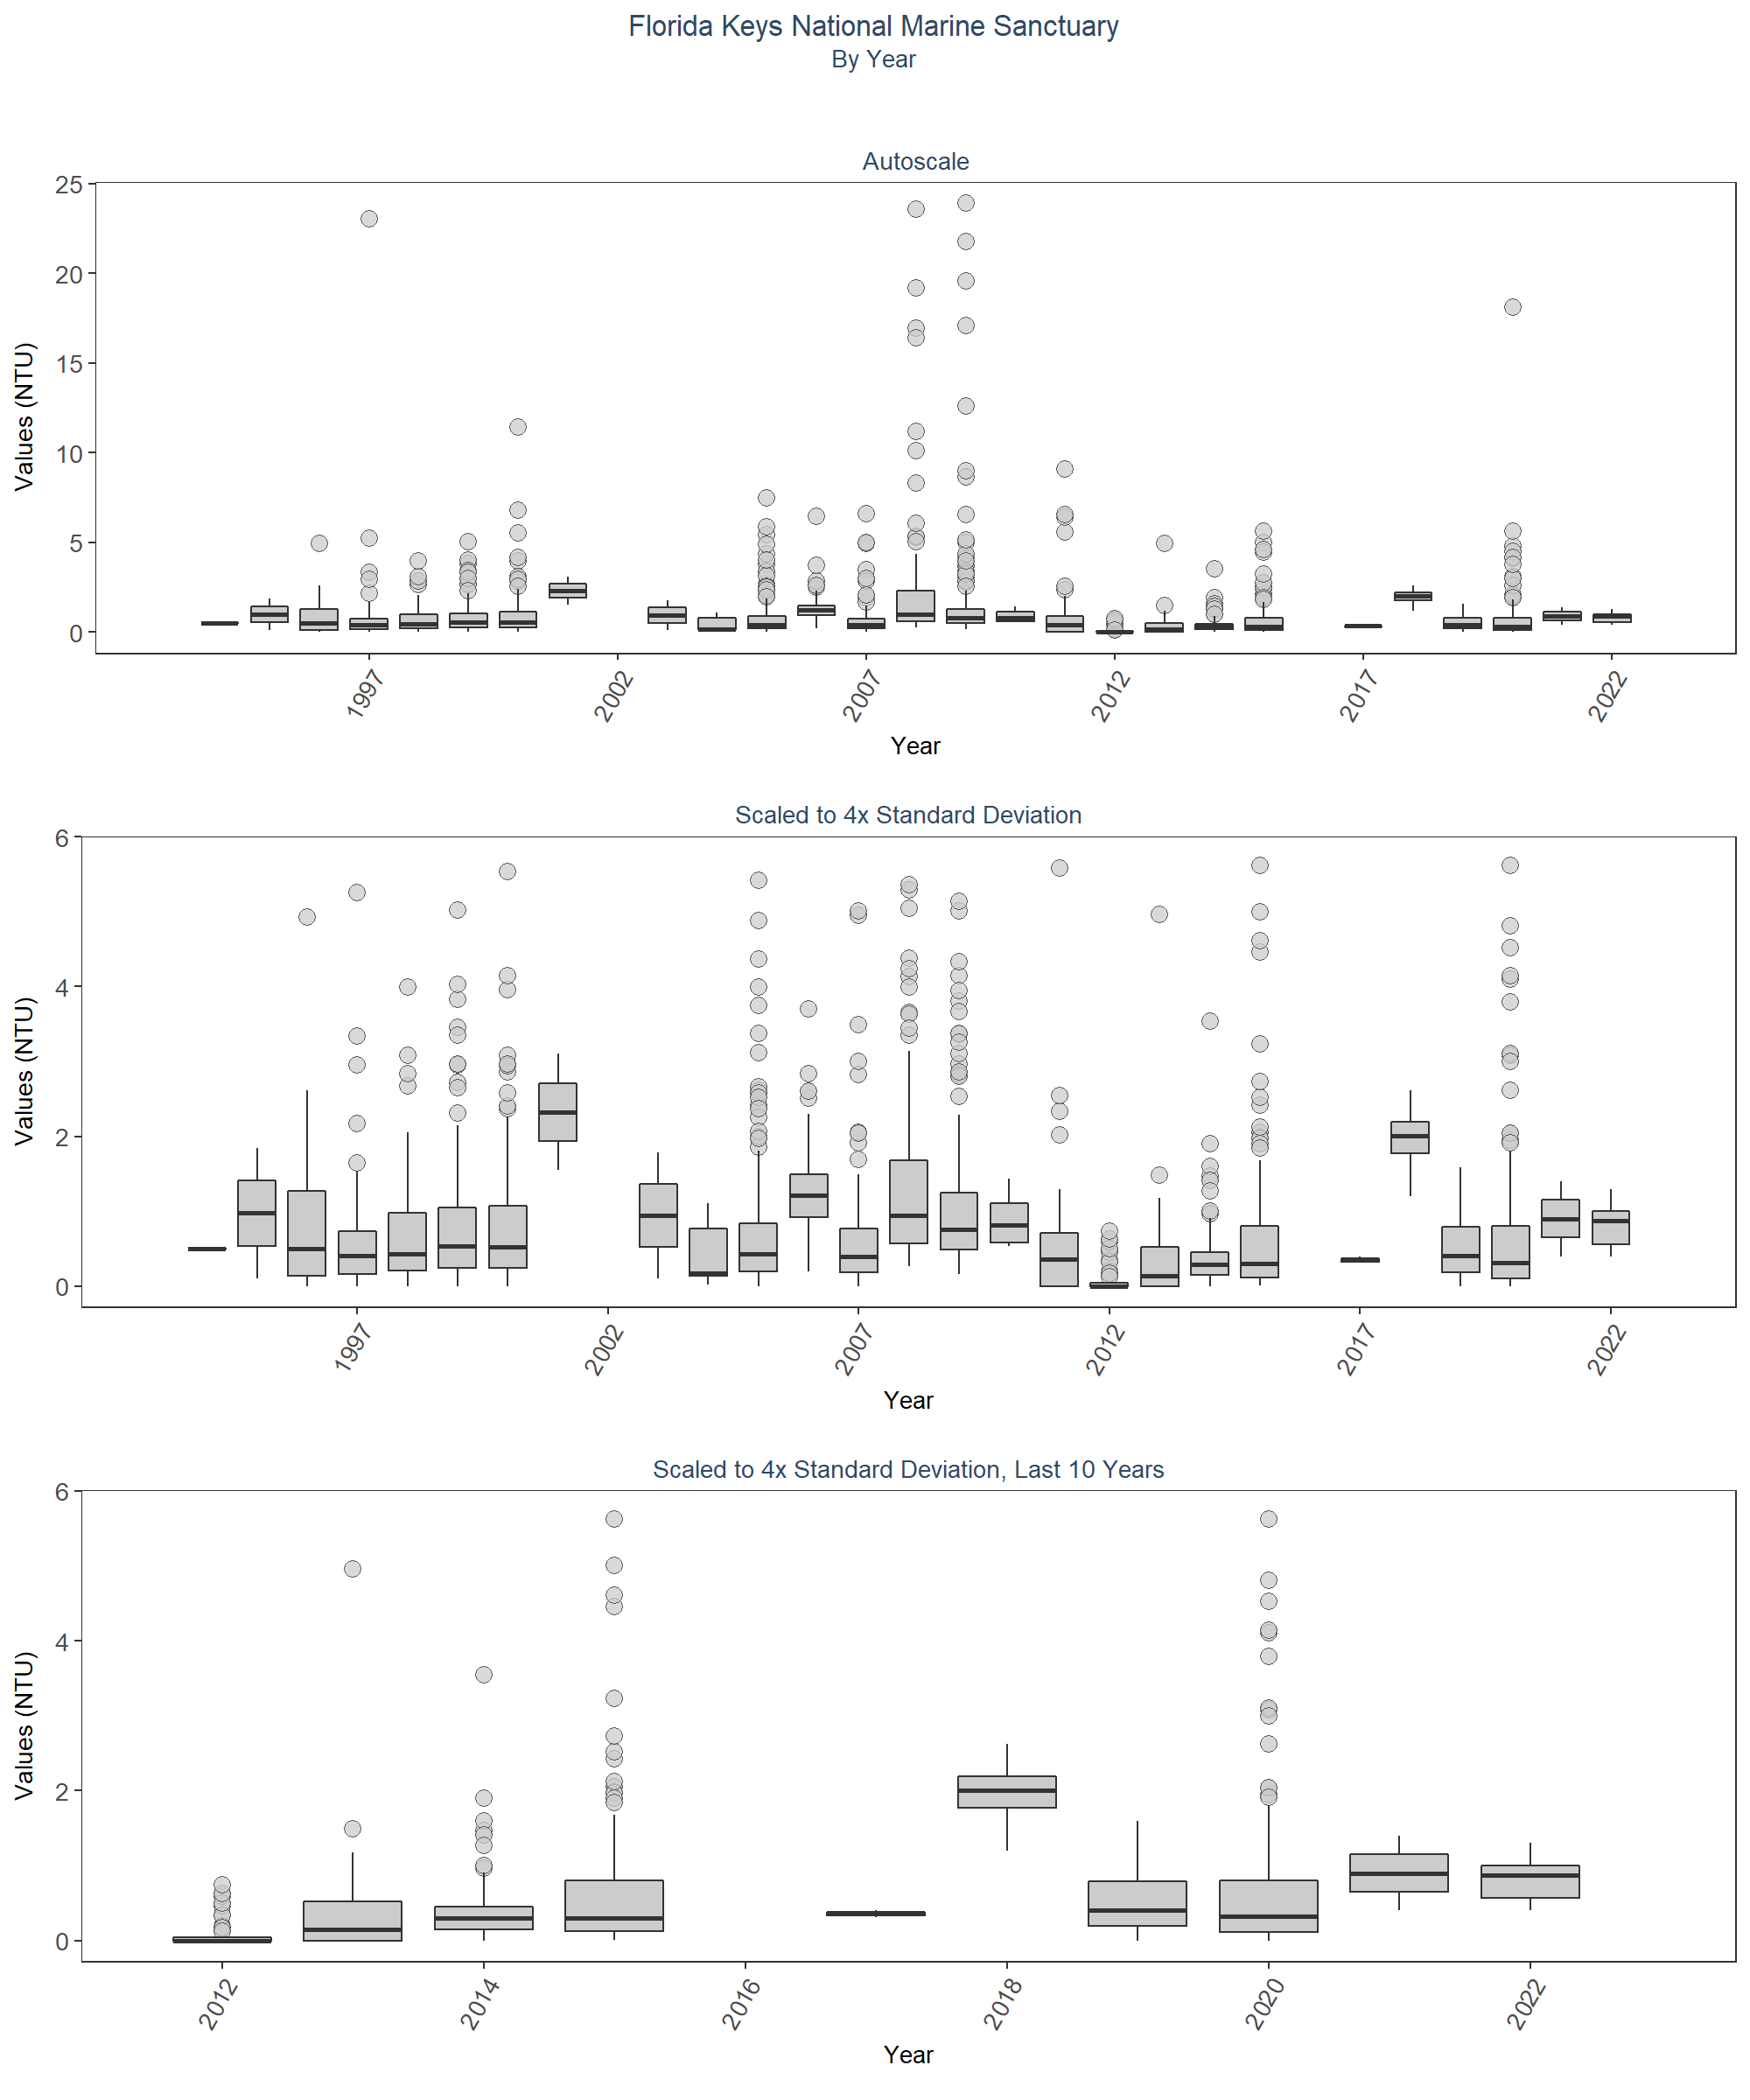 Florida Keys National Marine Sanctuary
By Year
Autoscale
Values (NTU)
25
20
15
10
5
0
1997 2002 2007 2012 2017 2022
Year
Scaled to 4x Standard Deviation
Values (NTU)
6
4
2
0
1997 2002 2007 2012 2017 2022
Year
Scaled to 4x Standard Deviation, Last 10 Years
Values (NTU)
6
4
2
0
2012 2014 2016 2018 2020 2022
Year